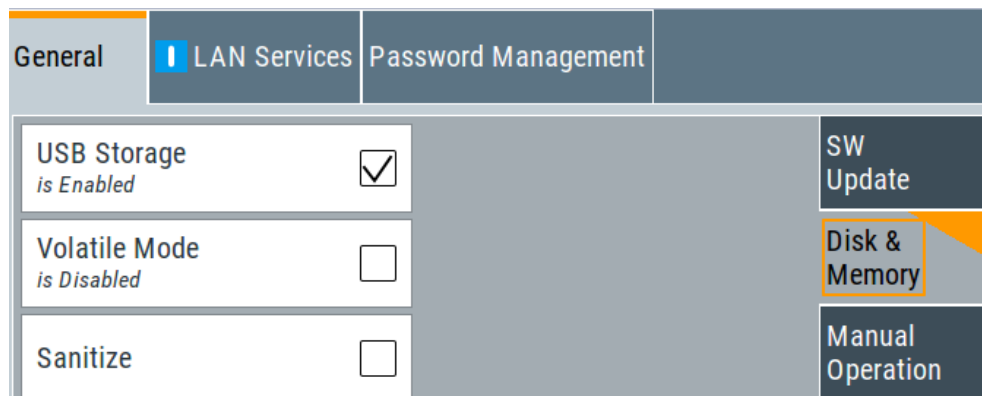 General
LAN Services
Password Management
USB Storage
is Enabled
Volatile Mode
is Disabled
Sanitize
SW
Update
Disk &
Memory
Manual
Operation